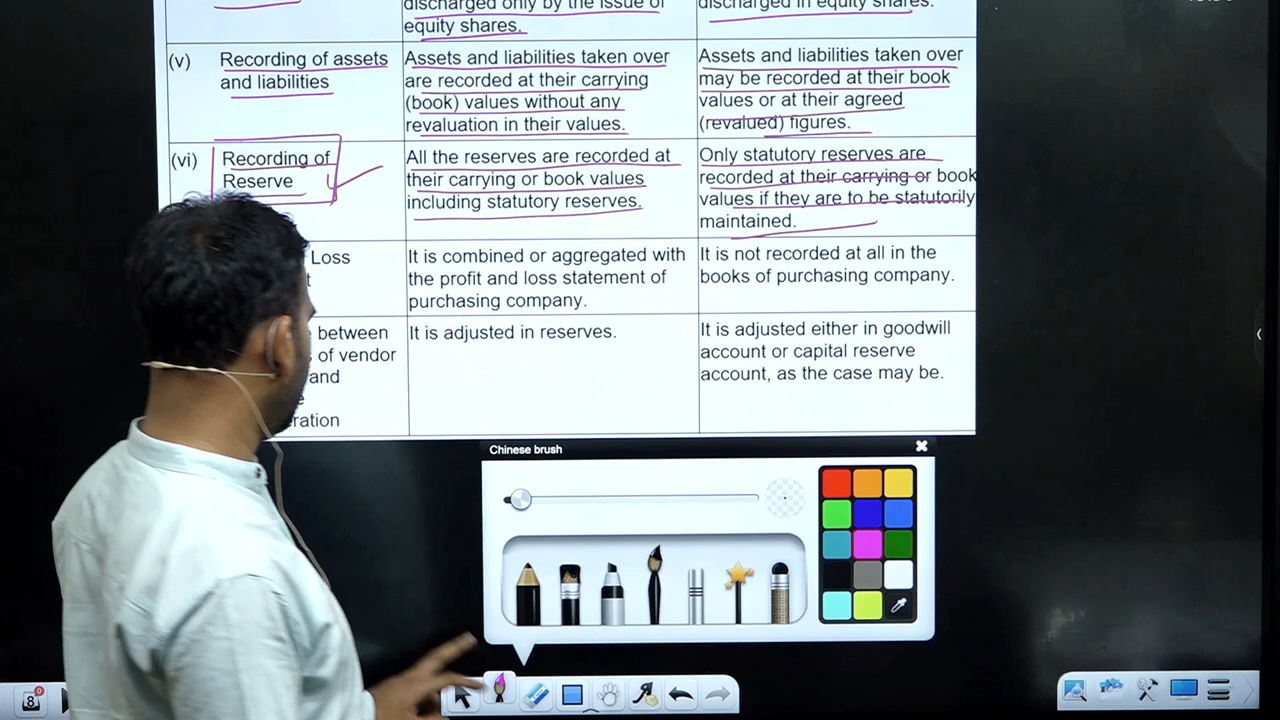 discharged only by the issue of
equity shares.
discharged in equity shares.
(v)
Recording of assets
and liabilities
Assets and liabilities taken over
are recorded at their carrying
(book) values without any
revaluation in their values.
Assets and liabilities taken over
may be recorded at their book
values or at their agreed
(revalued) figures.
(vi)
Recording of
Reserve
All the reserves are recorded at
their carrying or book values
including statutory reserves.
Only statutory reserves are
recorded at their carrying or book
values if they are to be statutorily
maintained.
Loss
It is combined or aggregated with
the profit and loss statement of
purchasing company.
It is not recorded at all in the
books of purchasing company.
between
of vendor
and
eration
It is adjusted in reserves.
It is adjusted either in goodwill
account or capital reserve
account, as the case may be.
Chinese brush
8